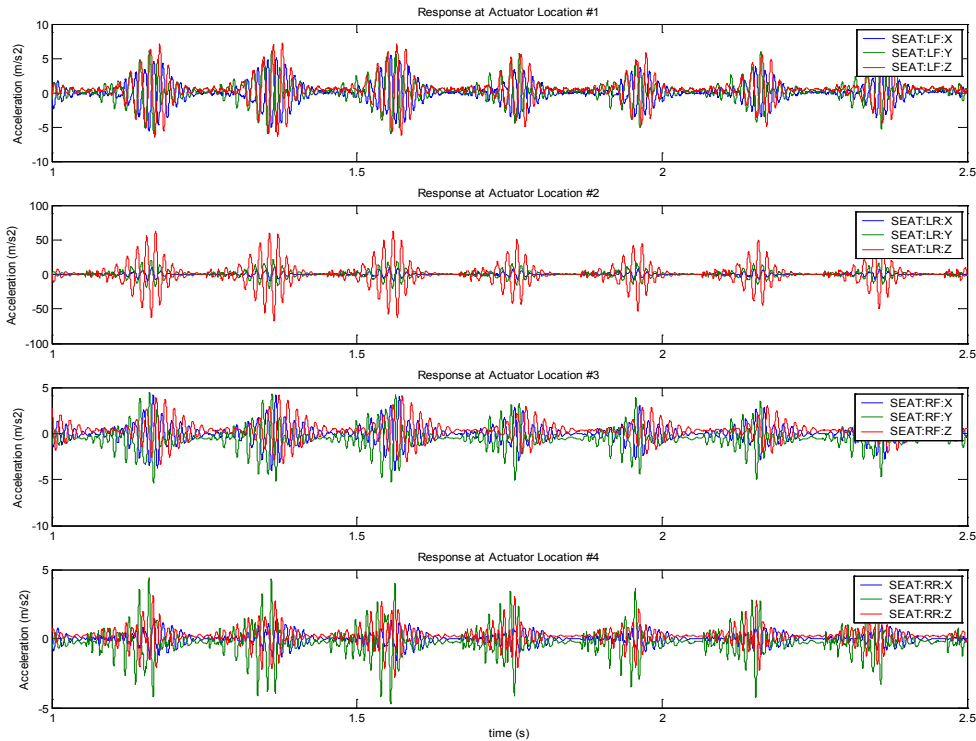 Response at Actuator Location #1
Acceleration (m/s2)
10
5
0
-5
-10
1
1.5
2
2.5
SEAT:LF:X
SEAT:LF:Y
SEAT:LF:Z
Response at Actuator Location #2
Acceleration (m/s2)
100
50
0
-50
-100
1
1.5
2
2.5
SEAT:LR:X
SEAT:LR:Y
SEAT:LR:Z
Response at Actuator Location #3
Acceleration (m/s2)
5
0
-5
-10
1
1.5
2
2.5
SEAT:RF:X
SEAT:RF:Y
SEAT:RF:Z
Response at Actuator Location #4
Acceleration (m/s2)
5
0
-5
1
1.5
2
2.5
SEAT:RR:X
SEAT:RR:Y
SEAT:RR:Z
time (s)